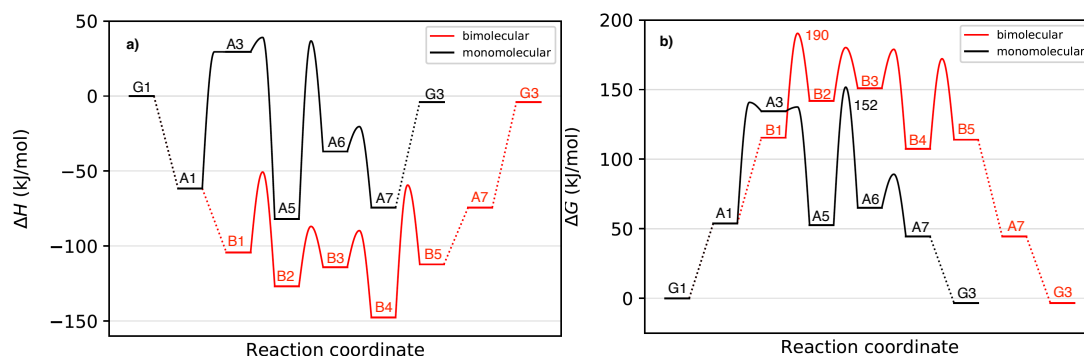 a)
bimolecular
monomolecular
ΔH (kJ/mol)
50
0
−50
−100
−150
G1
A1
A3
A5
A6
A7
G3
B1
B2
B3
B4
B5
A7
G3
Reaction coordinate
b)
bimolecular
monomolecular
ΔG (kJ/mol)
200
150
100
50
0
G1
A1
A3
A5
152
A6
A7
G3
B1
190
B2
B3
B4
B5
A7
G3
Reaction coordinate